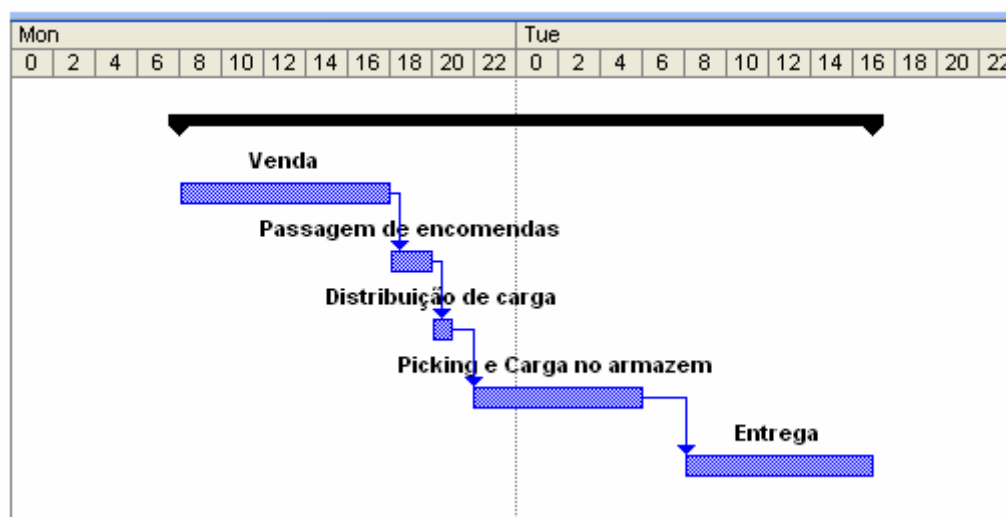 Mon Tue
0 2 4 6 8 10 12 14 16 18 20 22 0 2 4 6 8 10 12 14 16 18 20 22
Venda
Passagem de encomendas
Distribuição de carga
Picking e Carga no armazem
Entrega